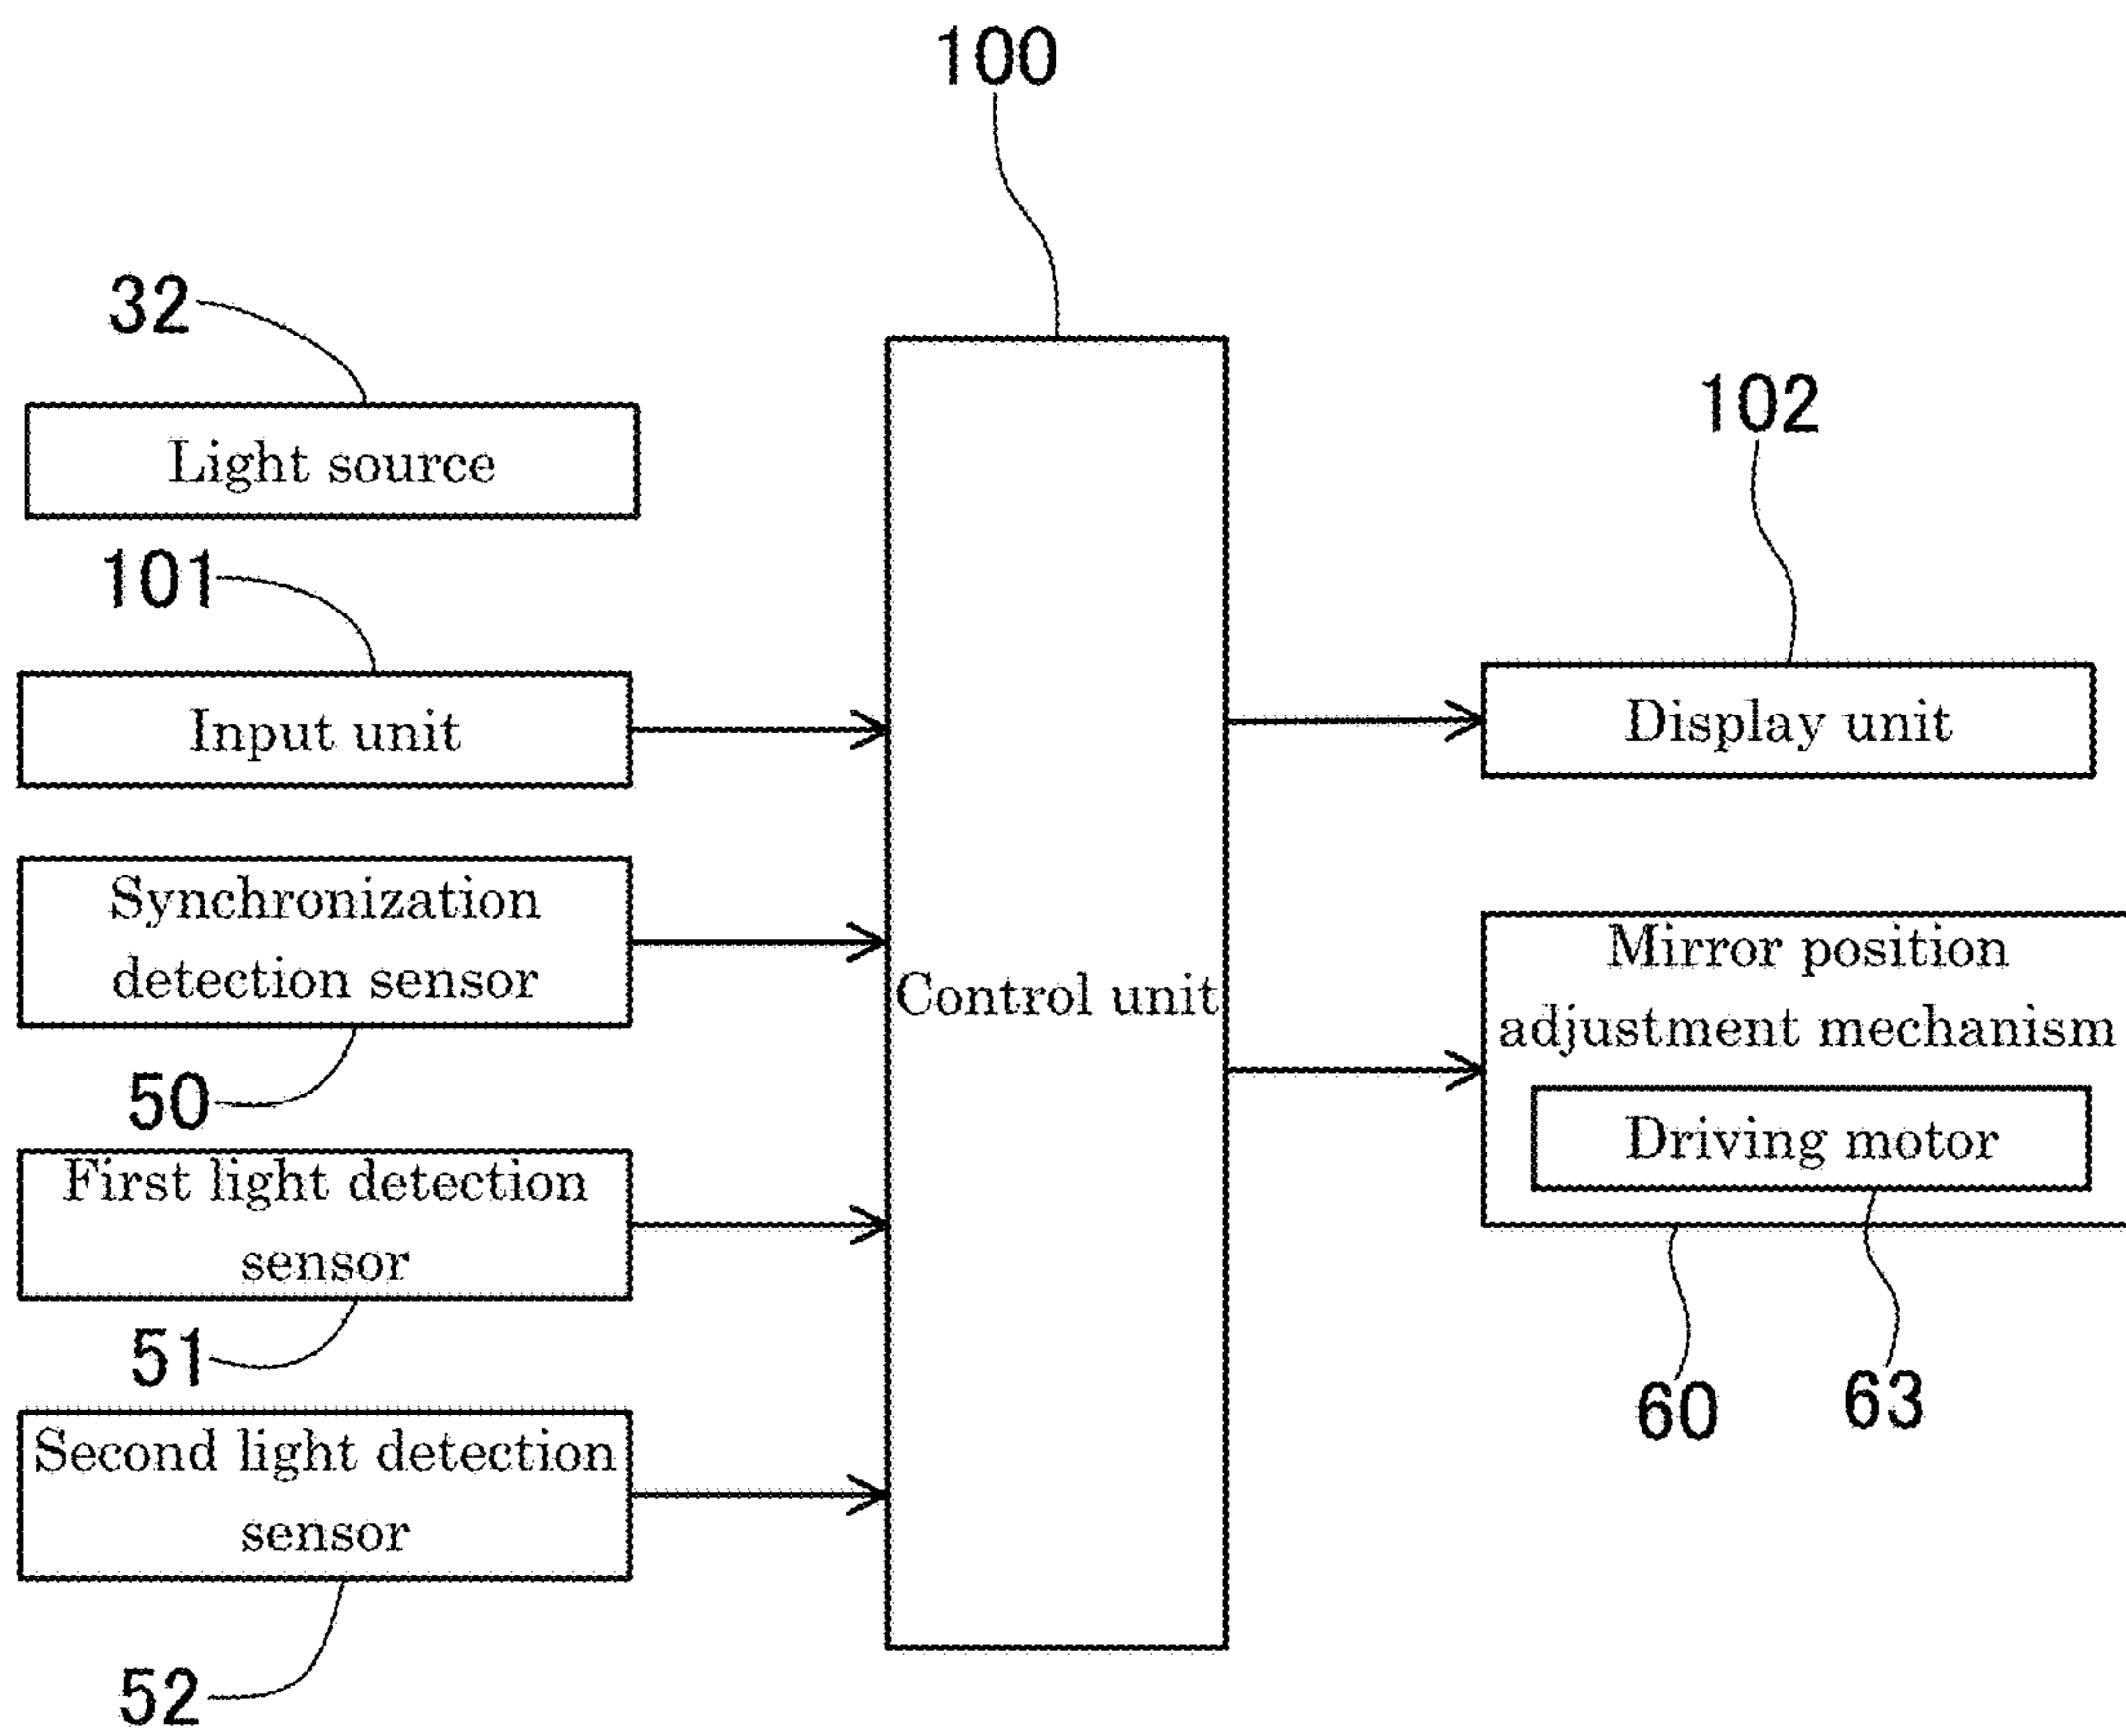 100
32
Light source
101
Input unit
Synchronization
detection sensor
50
First light detection
sensor
51
Second light detection
sensor
52
Control unit
102
Display unit
Mirror position
adjustment mechanism
Driving motor
60
63